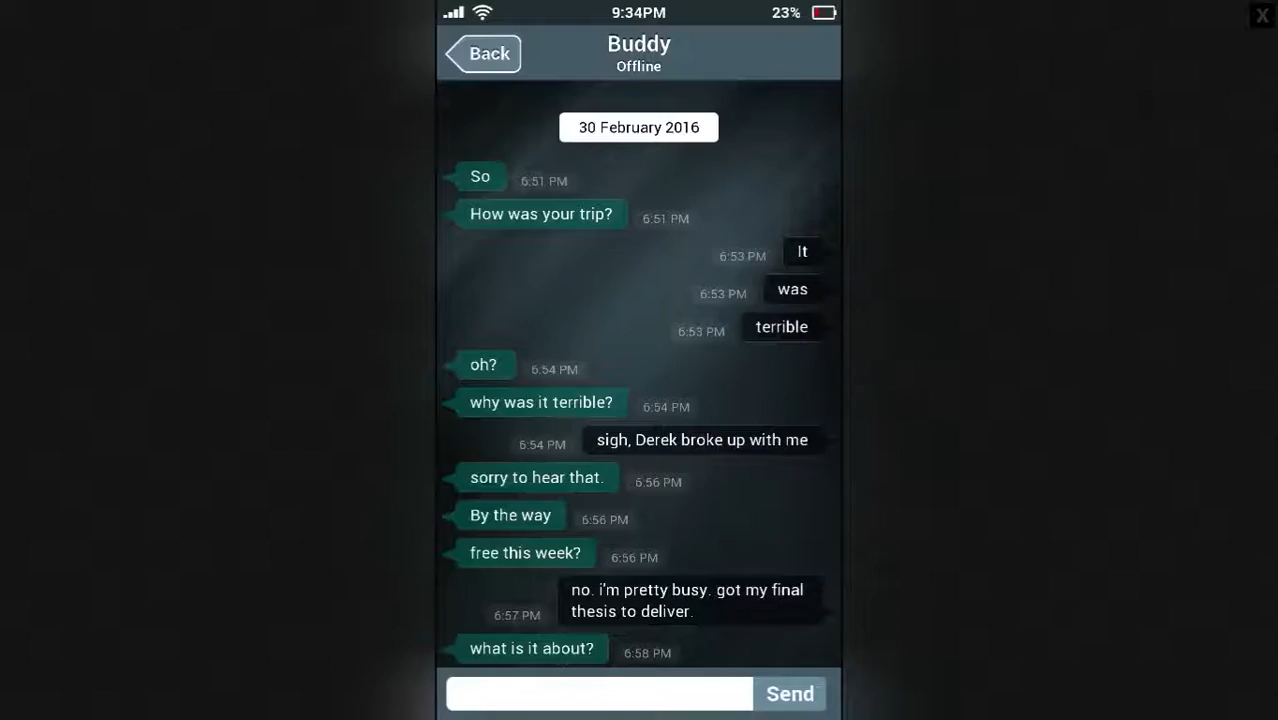 9:34PM 23%
X
Back
Buddy
Offline
30 February 2016
So 6:51 PM
How was your trip? 6:51 PM
6:53 PM It
6:53 PM was
6:53 PM terrible
oh? 6:54 PM
why was it terrible? 6:54 PM
6:54 PM sigh, Derek broke up with me
sorry to hear that. 6:56 PM
By the way 6:56 PM
free this week? 6:56 PM
no. i'm pretty busy. got my final
6:57 PM thesis to deliver.
what is it about? 6:58 PM
Send